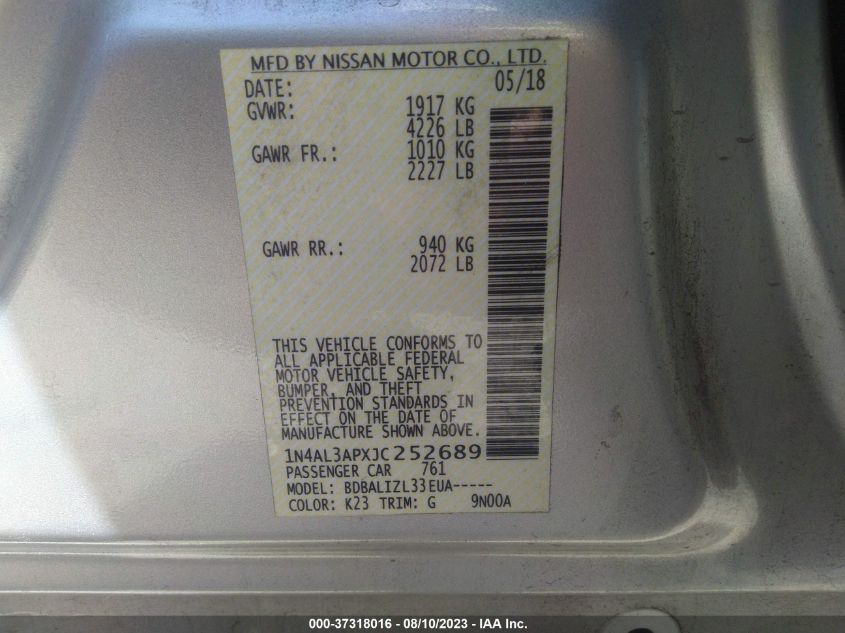 MFD BY NISSAN MOTOR CO., LTD.
DATE: 05/18
GVWR: 1917 KG
4226 LB
GAWR FR.: 1010 KG
2227 LB
GAWR RR.: 940 KG
2072 LB
THIS VEHICLE CONFORMS TO
ALL APPLICABLE FEDERAL
MOTOR VEHICLE SAFETY,
BUMPER, AND THEFT
PREVENTION STANDARDS IN
EFFECT ON THE DATE OF
MANUFACTURE SHOWN ABOVE.
1N4AL3APXJC252689
PASSENGER CAR 761
MODEL: BDBALIZL33EUA-----
COLOR: K23 TRIM: G 9N00A
000-37318016 - 08/10/2023 - IAA Inc.